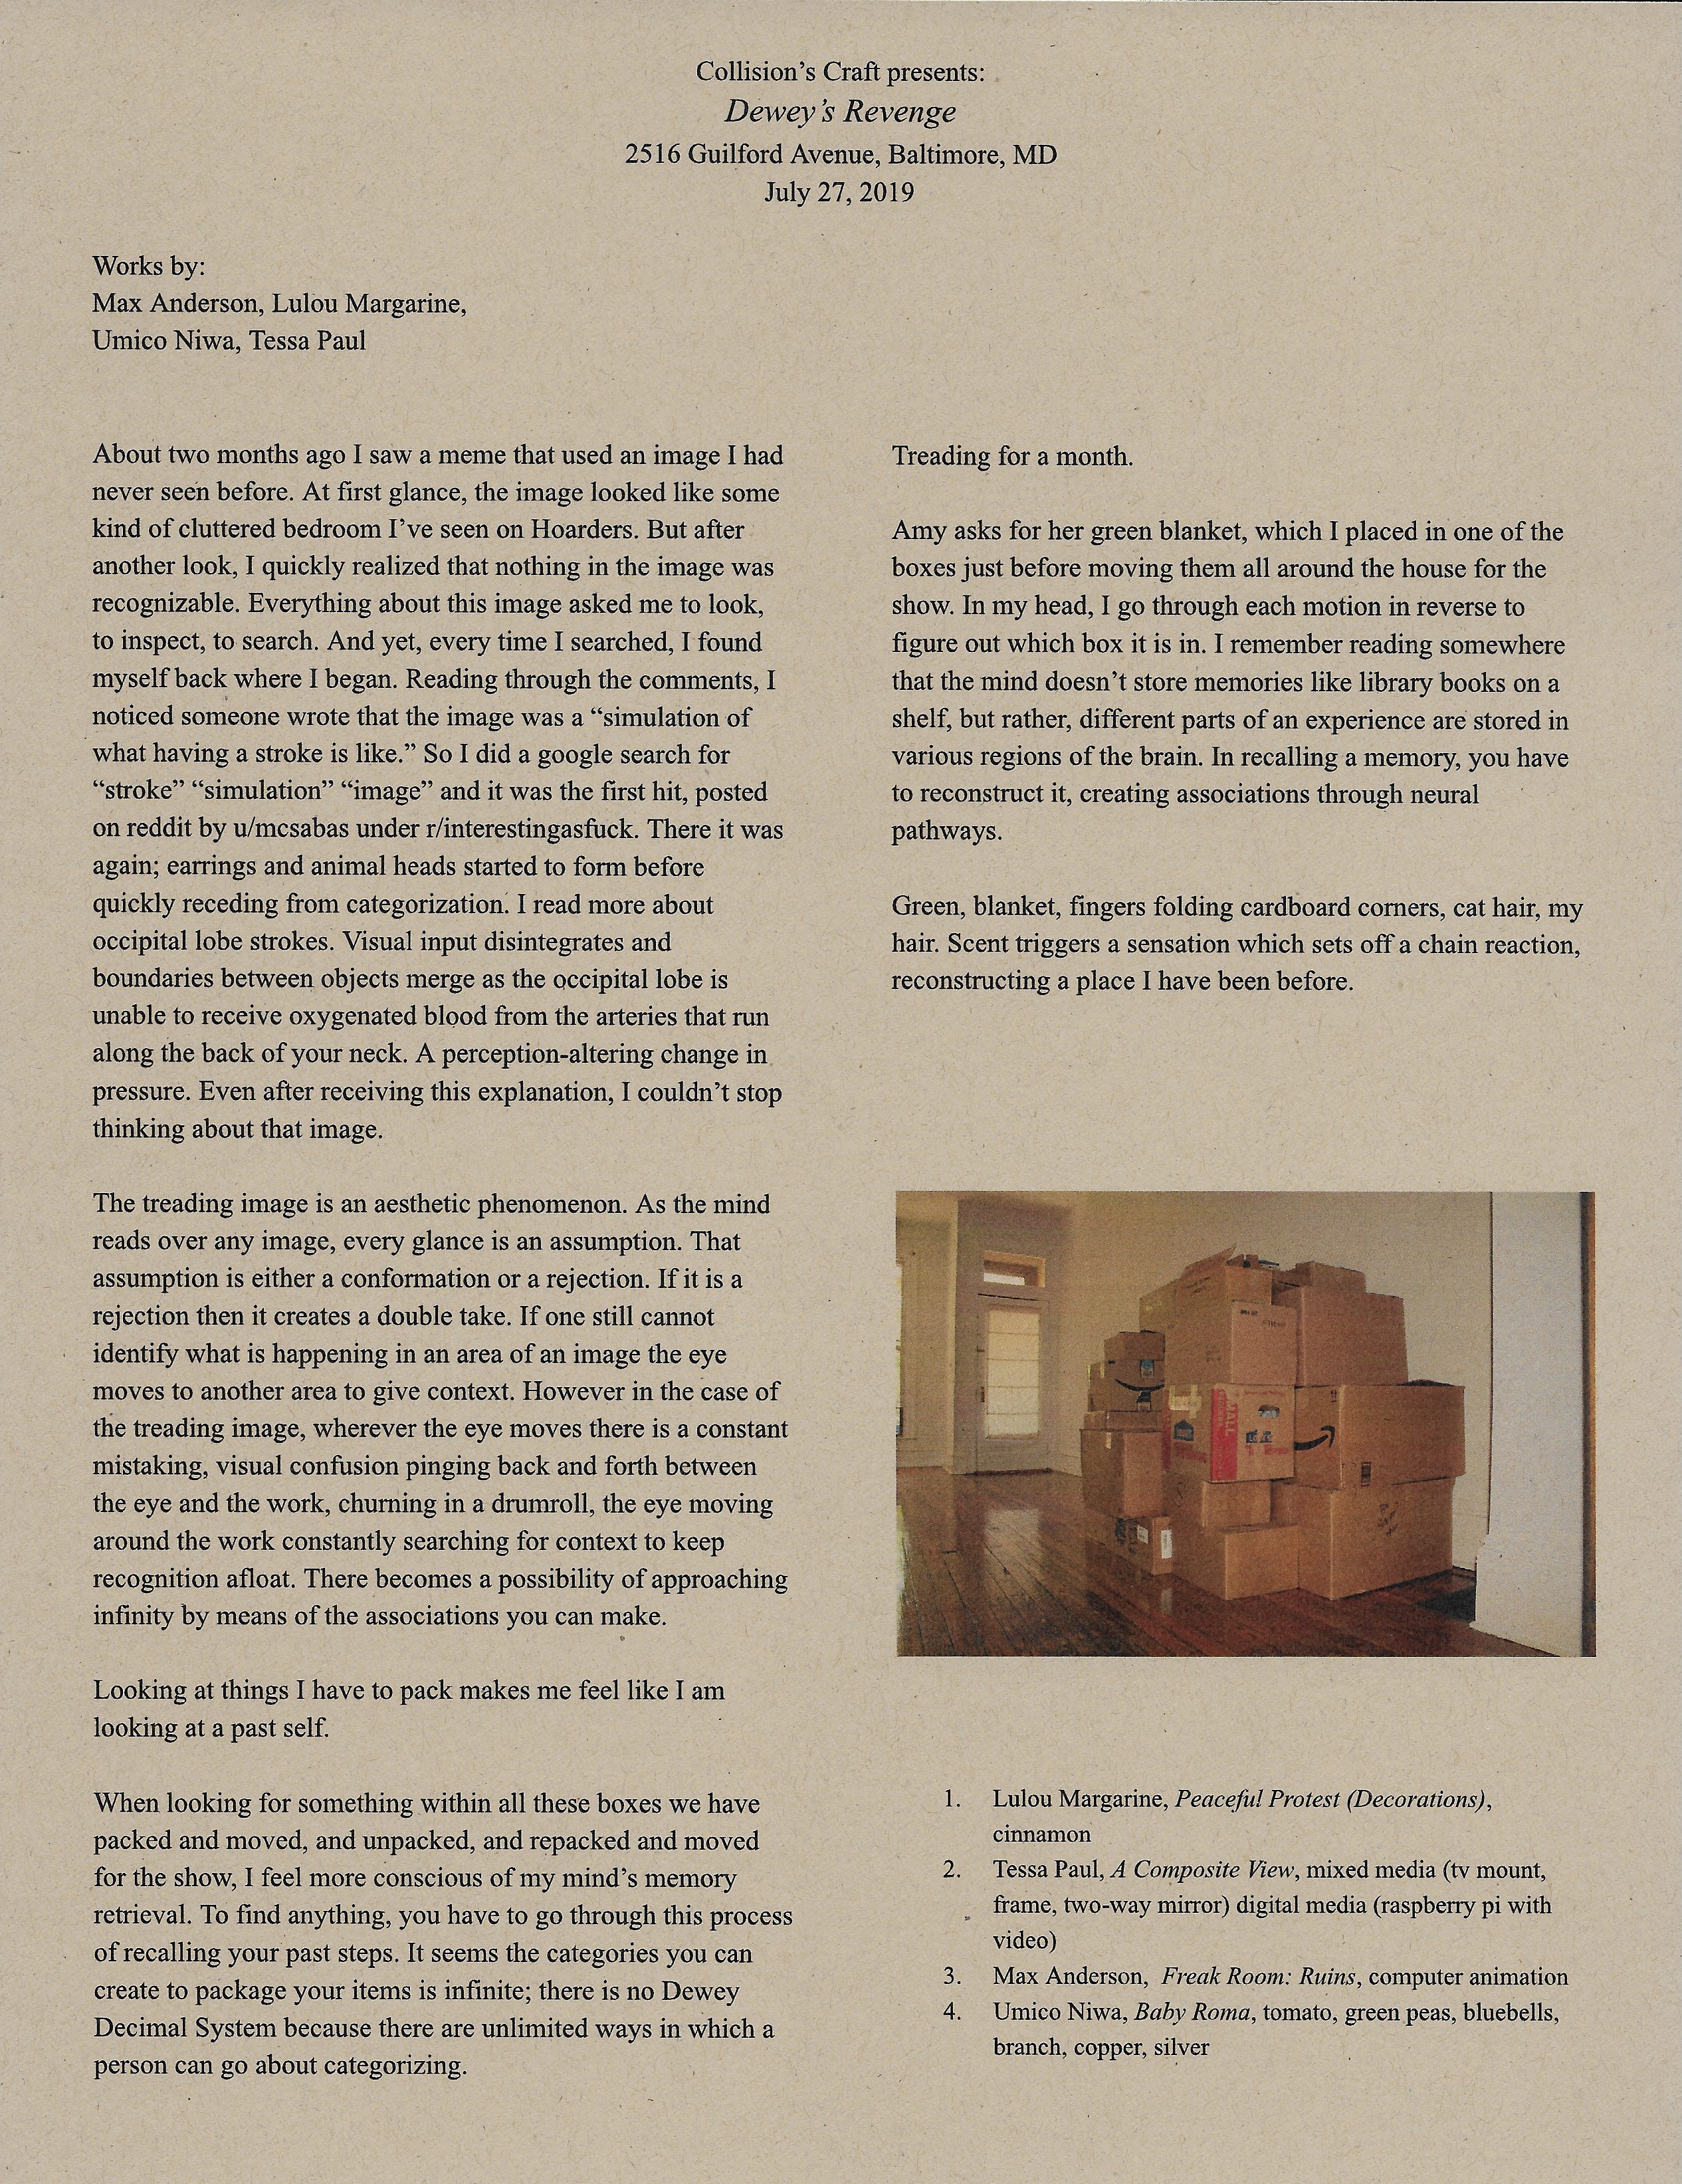 Collision’s Craft presents:
Dewey’s Revenge
2516 Guilford Avenue, Baltimore, MD
July 27, 2019
Works by:
Max Anderson, Lulou Margarine,
Umico Niwa, Tessa Paul
About two months ago I saw a meme that used an image I had
never seen before. At first glance, the image looked like some
kind of cluttered bedroom I’ve seen on Hoarders. But after
another look, I quickly realized that nothing in the image was
recognizable. Everything about this image asked me to look,
to inspect, to search. And yet, every time I searched, I found
myself back where I began. Reading through the comments, I
noticed someone wrote that the image was a “simulation of
what having a stroke is like.” So I did a google search for
“stroke” “simulation” “image” and it was the first hit, posted
on reddit by u/mcsabas under r/interestingasfuck. There it was
again; earrings and animal heads started to form before
quickly receding from categorization. I read more about
occipital lobe strokes. Visual input disintegrates and
boundaries between objects merge as the occipital lobe is
unable to receive oxygenated blood from the arteries that run
along the back of your neck. A perception-altering change in
pressure. Even after receiving this explanation, I couldn’t stop
thinking about that image.
The treading image is an aesthetic phenomenon. As the mind
reads over any image, every glance is an assumption. That
assumption is either a conformation or a rejection. If it is a
rejection then it creates a double take. If one still cannot
identify what is happening in an area of an image the eye
moves to another area to give context. However in the case of
the treading image, wherever the eye moves there is a constant
mistaking, visual confusion pinging back and forth between
the eye and the work, churning in a drumroll, the eye moving
around the work constantly searching for context to keep
recognition afloat. There becomes a possibility of approaching
infinity by means of the associations you can make.
Looking at things I have to pack makes me feel like I am
looking at a past self.
When looking for something within all these boxes we have
packed and moved, and unpacked, and repacked and moved
for the show, I feel more conscious of my mind’s memory
retrieval. To find anything, you have to go through this process
of recalling your past steps. It seems the categories you can
create to package your items is infinite; there is no Dewey
Decimal System because there are unlimited ways in which a
person can go about categorizing.
Treading for a month.
Amy asks for her green blanket, which I placed in one of the
boxes just before moving them all around the house for the
show. In my head, I go through each motion in reverse to
figure out which box it is in. I remember reading somewhere
that the mind doesn’t store memories like library books on a
shelf, but rather, different parts of an experience are stored in
various regions of the brain. In recalling a memory, you have
to reconstruct it, creating associations through neural
pathways.
Green, blanket, fingers folding cardboard corners, cat hair, my
hair. Scent triggers a sensation which sets off a chain reaction,
reconstructing a place I have been before.
1. Lulou Margarine, Peaceful Protest (Decorations),
cinnamon
2. Tessa Paul, A Composite View, mixed media (tv mount,
frame, two-way mirror) digital media (raspberry pi with
video)
3. Max Anderson, Freak Room: Ruins, computer animation
4. Umico Niwa, Baby Roma, tomato, green peas, bluebells,
branch, copper, silver